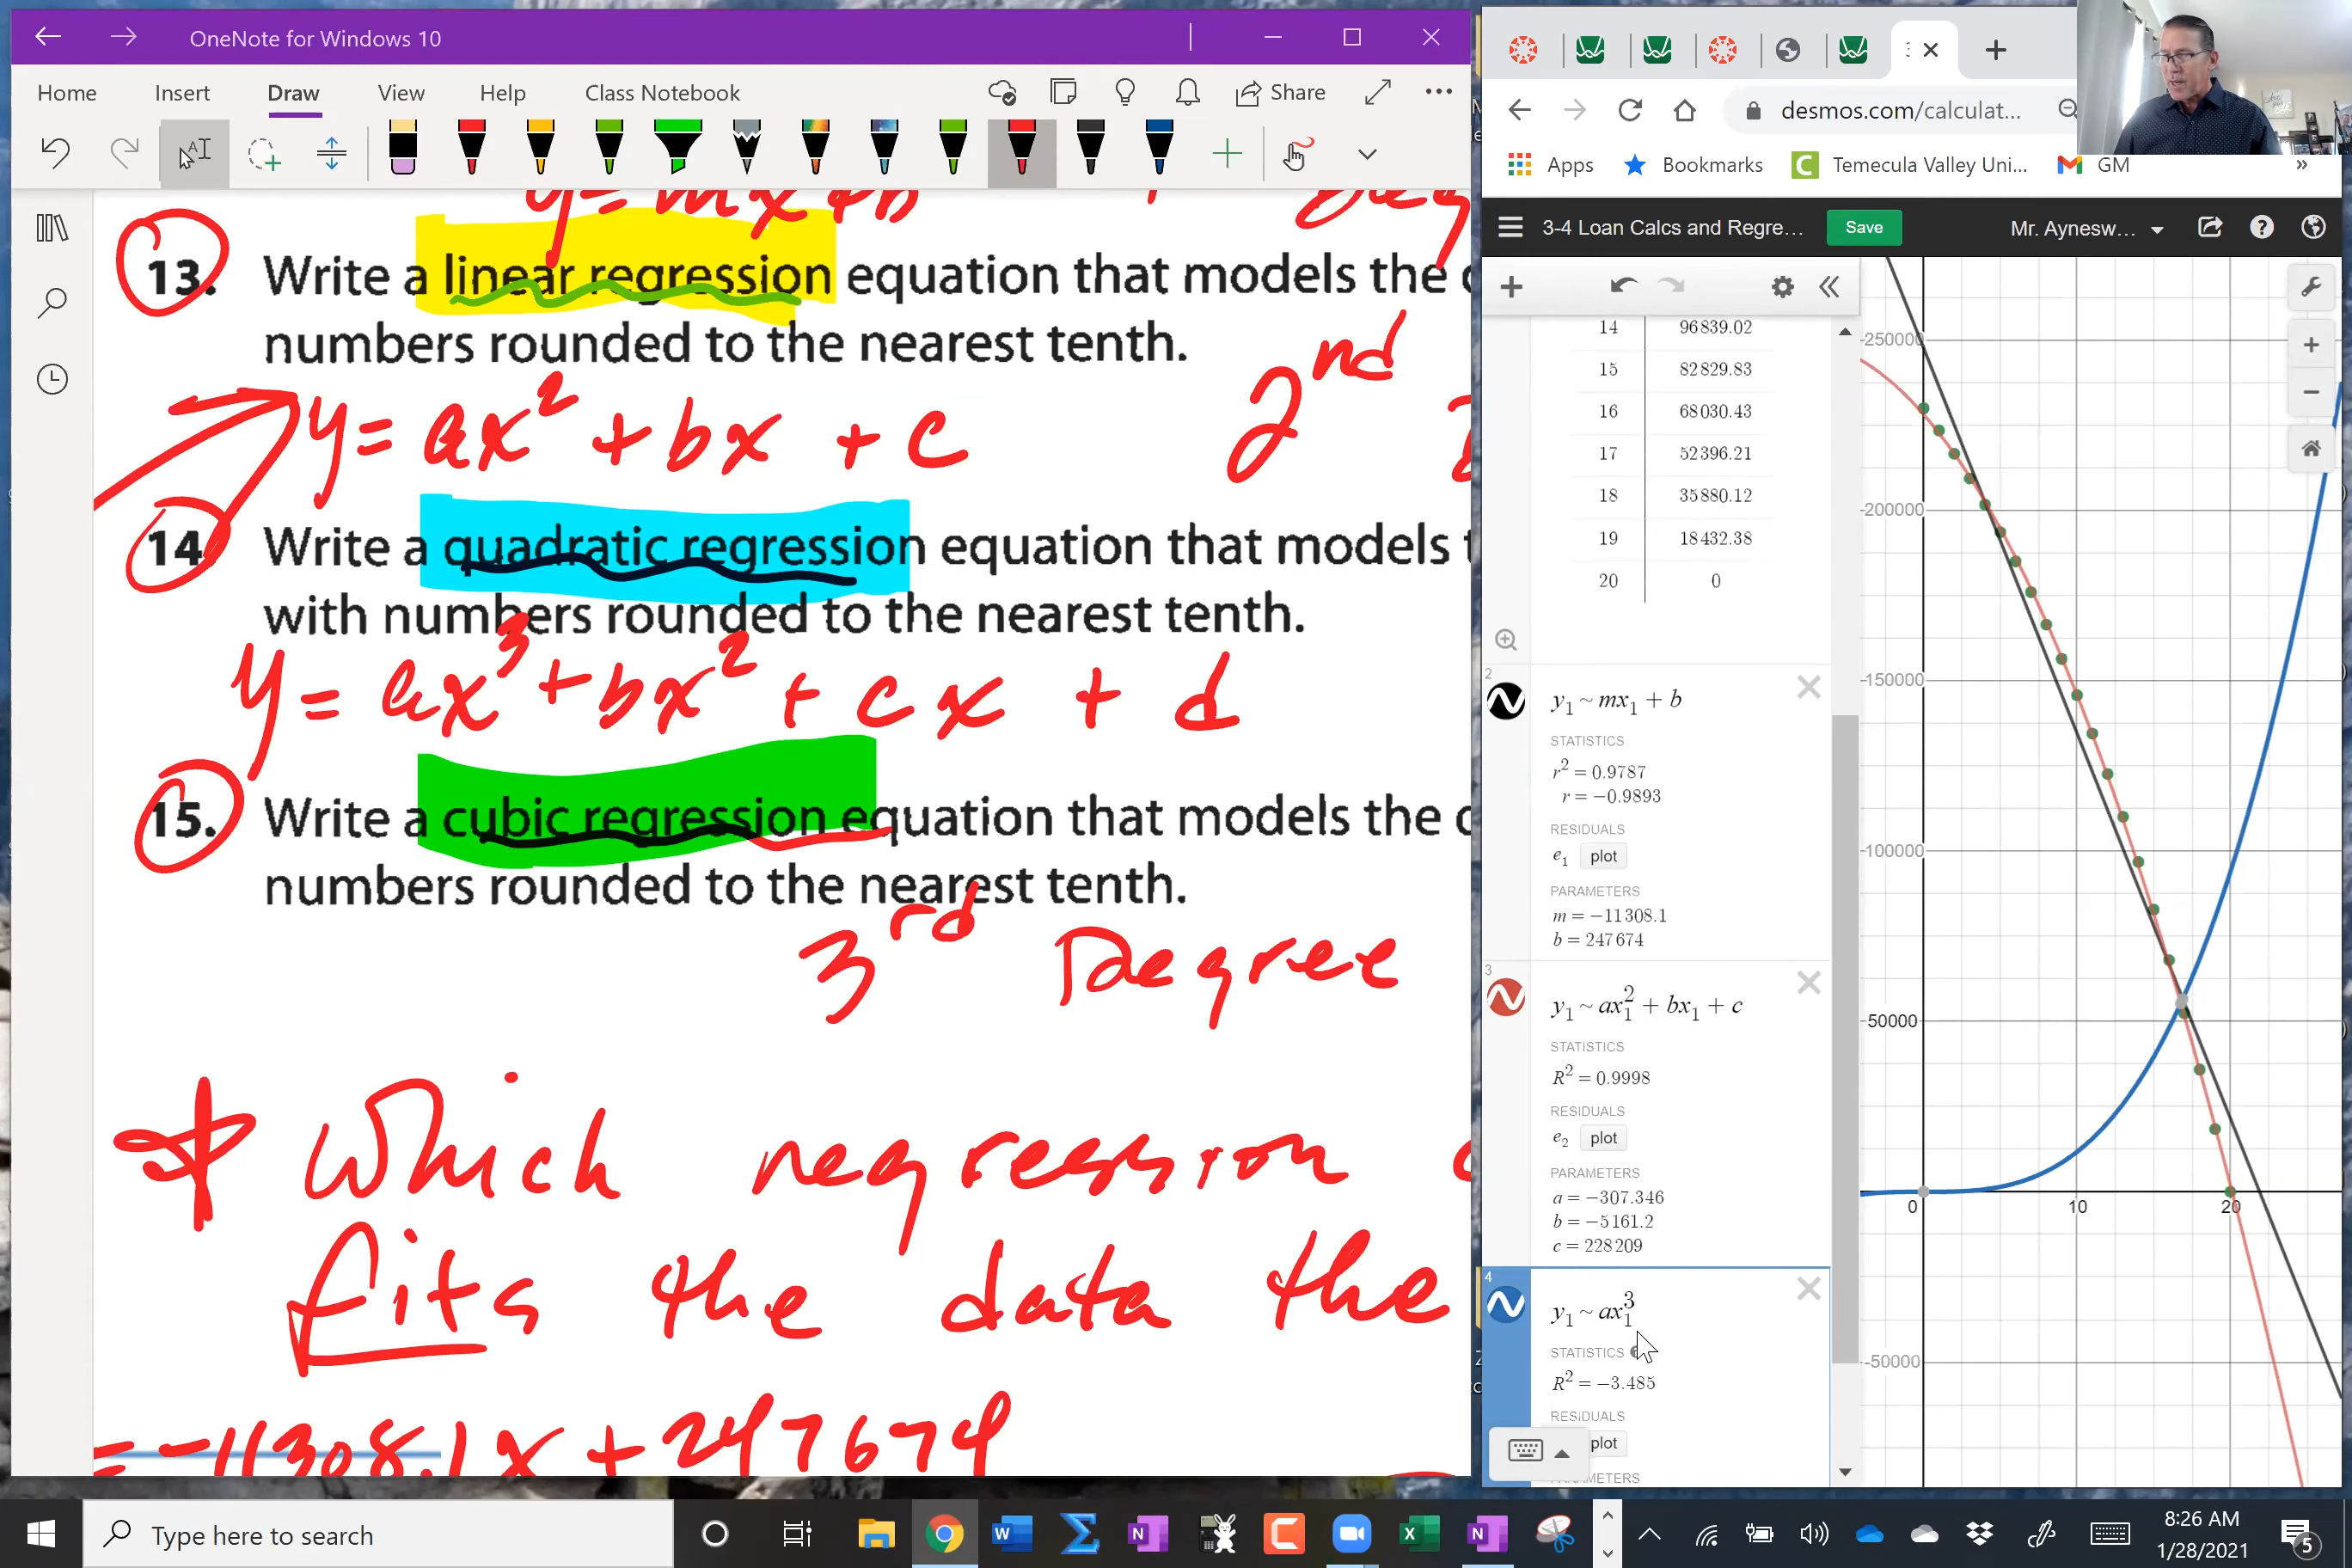 OneNote for Windows 10
Home Insert Draw View Help Class Notebook Share
y = mx + b
13. Write a linear regression equation that models the
numbers rounded to the nearest tenth.
2nd
y = ax² + bx + c
14. Write a quadratic regression equation that models
with numbers rounded to the nearest tenth.
y = ax³ + bx² + cx + d
15. Write a cubic regression equation that models the
numbers rounded to the nearest tenth.
3rd Degree
* Which regression
fits the data the
= -11308.1x + 247674
desmos.com/calculat...
Apps Bookmarks Temecula Valley Uni... GM »
3-4 Loan Calcs and Regre... Save Mr. Aynesw...
14 96839.02
15 82829.83
16 68030.43
17 52396.21
18 35880.12
19 18432.38
20 0
2
y₁ ~ mx₁ + b
STATISTICS
r² = 0.9787
r = −0.9893
RESIDUALS
e₁ plot
PARAMETERS
m = −11308.1
b = 247674
3
y₁ ~ ax₁² + bx₁ + c
STATISTICS
R² = 0.9998
RESIDUALS
e₂ plot
PARAMETERS
a = −307.346
b = −5161.2
c = 228209
4
y₁ ~ ax₁³
STATISTICS
R² = −3.485
RESIDUALS
plot
250000
200000
150000
100000
50000
0 10 20
-50000
Type here to search
8:26 AM
1/28/2021
5